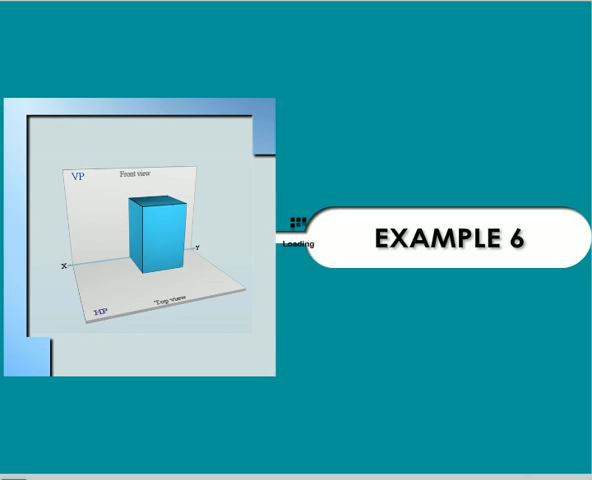 VP
Front view
X
Y
HP
Top view
Loading
EXAMPLE 6